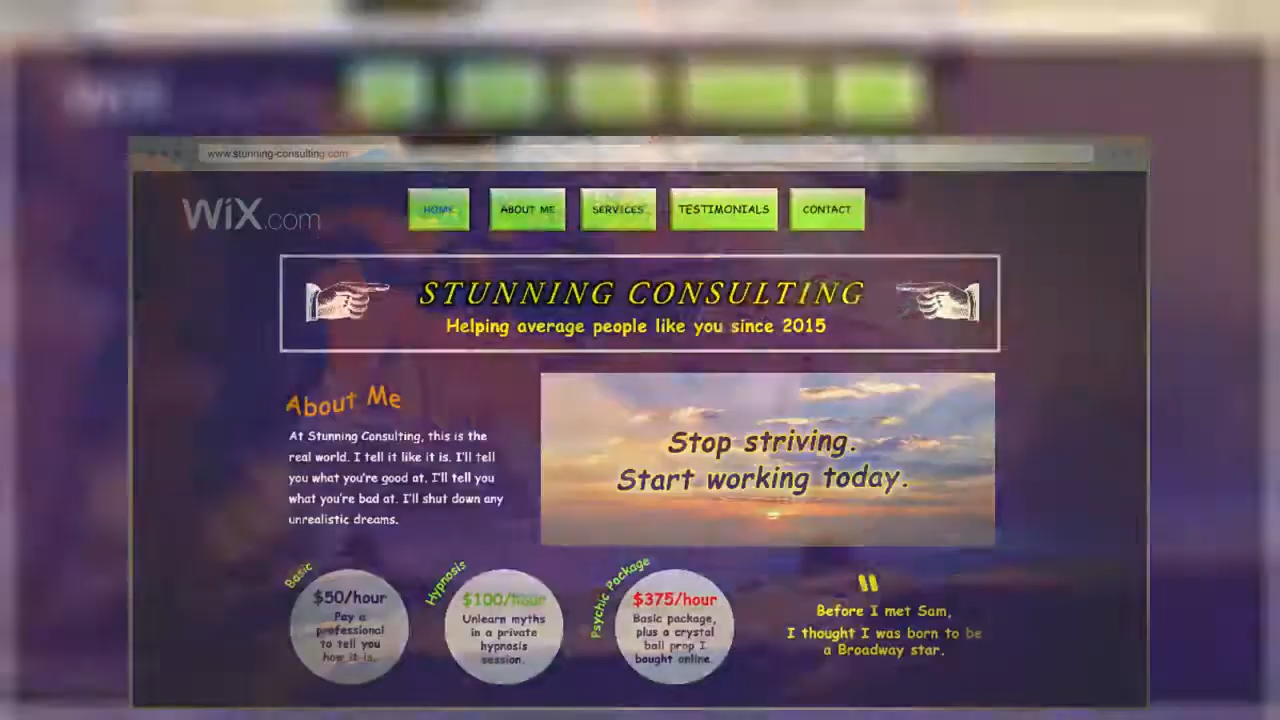 www.stunning-consulting.com
WiX.com
HOME
ABOUT ME
SERVICES
TESTIMONIALS
CONTACT
STUNNING CONSULTING
Helping average people like you since 2015
About Me
At Stunning Consulting, this is the
real world. I tell it like it is. I'll tell
you what you're good at. I'll tell you
what you're bad at. I'll shut down any
unrealistic dreams.
Stop striving.
Start working today.
Basic
$50/hour
Pay a
professional
to tell you
how it is.
Hypnosis
$100/hour
Unlearn myths
in a private
hypnosis
session.
Psychic Package
$375/hour
Basic package,
plus a crystal
ball prop I
bought online.
"
Before I met Sam,
I thought I was born to be
a Broadway star.